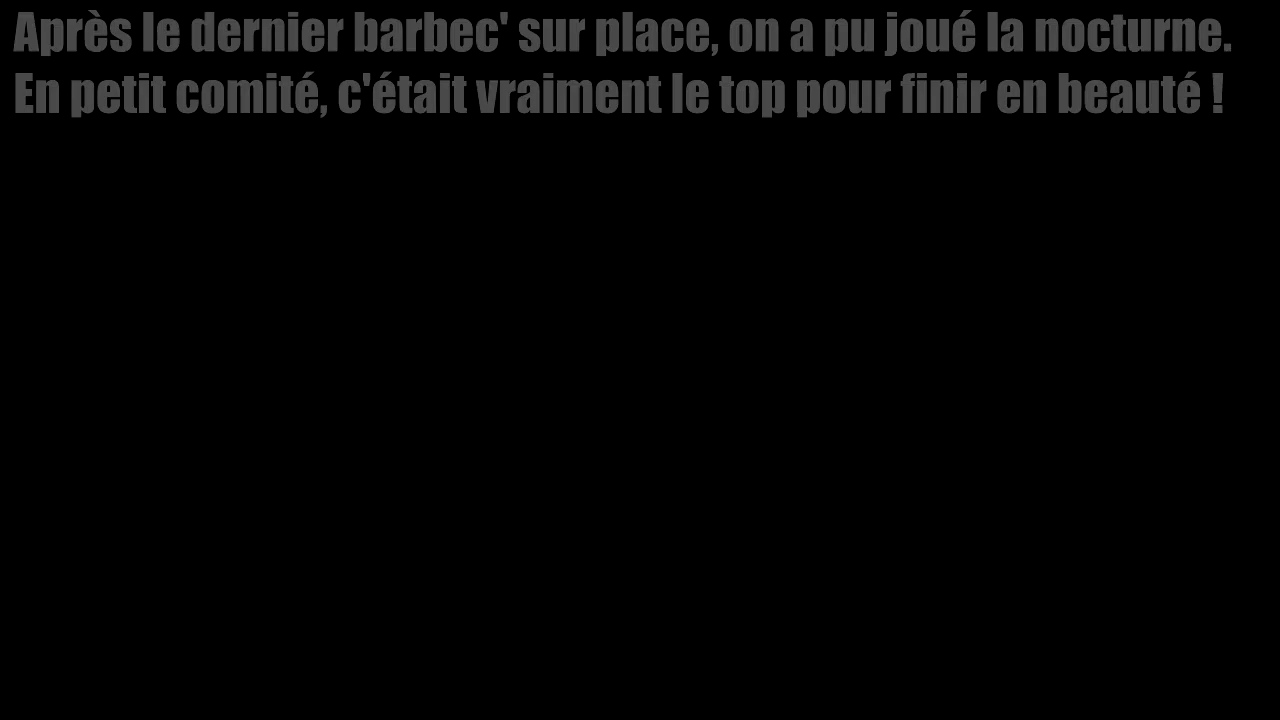 Après le dernier barbec' sur place, on a pu joué la nocturne.
En petit comité, c'était vraiment le top pour finir en beauté !